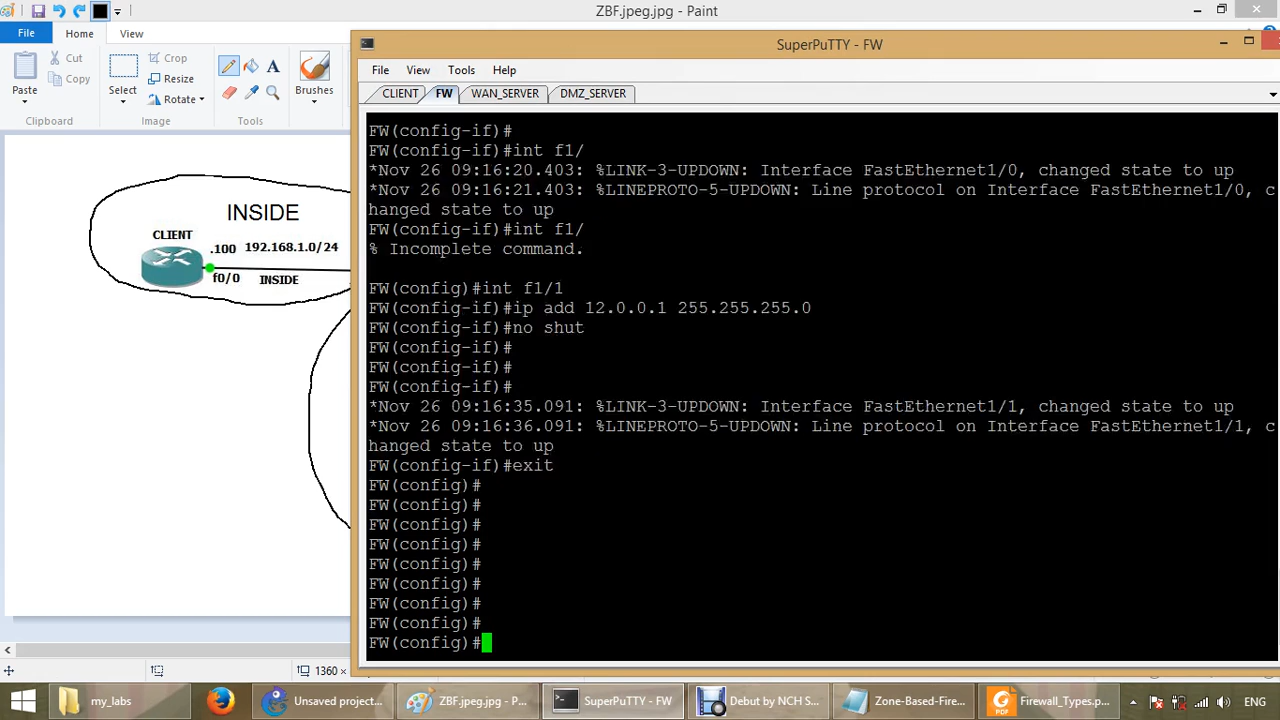 ZBF.jpeg.jpg - Paint
File
Home
View
Paste
Cut
Copy
Clipboard
Select
Crop
Resize
Rotate
Image
A
Tools
Brushes
SuperPuTTY - FW
File View Tools Help
CLIENT FW WAN_SERVER DMZ_SERVER
INSIDE
CLIENT
.100 192.168.1.0/24
f0/0 INSIDE
FW(config-if)#
FW(config-if)#int f1/
*Nov 26 09:16:20.403: %LINK-3-UPDOWN: Interface FastEthernet1/0, changed state to up
*Nov 26 09:16:21.403: %LINEPROTO-5-UPDOWN: Line protocol on Interface FastEthernet1/0, c
hanged state to up
FW(config-if)#int f1/
% Incomplete command.
FW(config)#int f1/1
FW(config-if)#ip add 12.0.0.1 255.255.255.0
FW(config-if)#no shut
FW(config-if)#
FW(config-if)#
FW(config-if)#
*Nov 26 09:16:35.091: %LINK-3-UPDOWN: Interface FastEthernet1/1, changed state to up
*Nov 26 09:16:36.091: %LINEPROTO-5-UPDOWN: Line protocol on Interface FastEthernet1/1, c
hanged state to up
FW(config-if)#exit
FW(config)#
FW(config)#
FW(config)#
FW(config)#
FW(config)#
FW(config)#
FW(config)#
FW(config)#
FW(config)#
1360 ×
my_labs
Unsaved project...
ZBF.jpeg.jpg - P...
SuperPuTTY - FW
Debut by NCH S...
Zone-Based-Fire...
Firewall_Types.p...
ENG